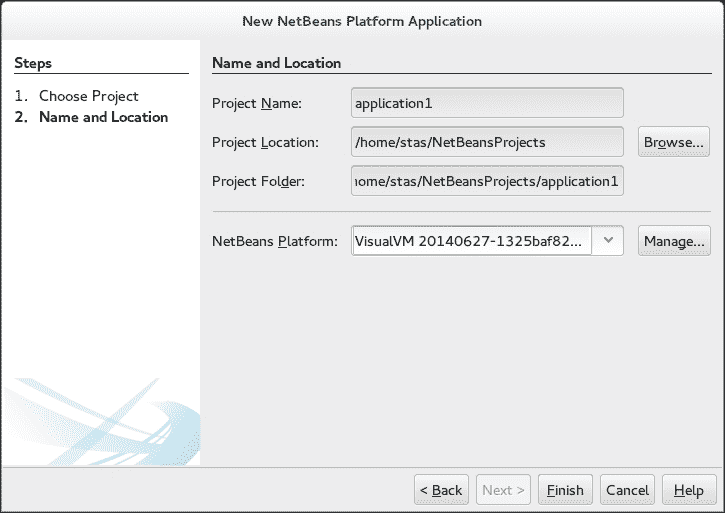 New NetBeans Platform Application
Steps
1. Choose Project
2. Name and Location
Name and Location
Project Name: application1
Project Location: /home/stas/NetBeansProjects Browse...
Project Folder: home/stas/NetBeansProjects/application1
NetBeans Platform: VisualVM 20140627-1325baf82... Manage...
< Back Next > Finish Cancel Help